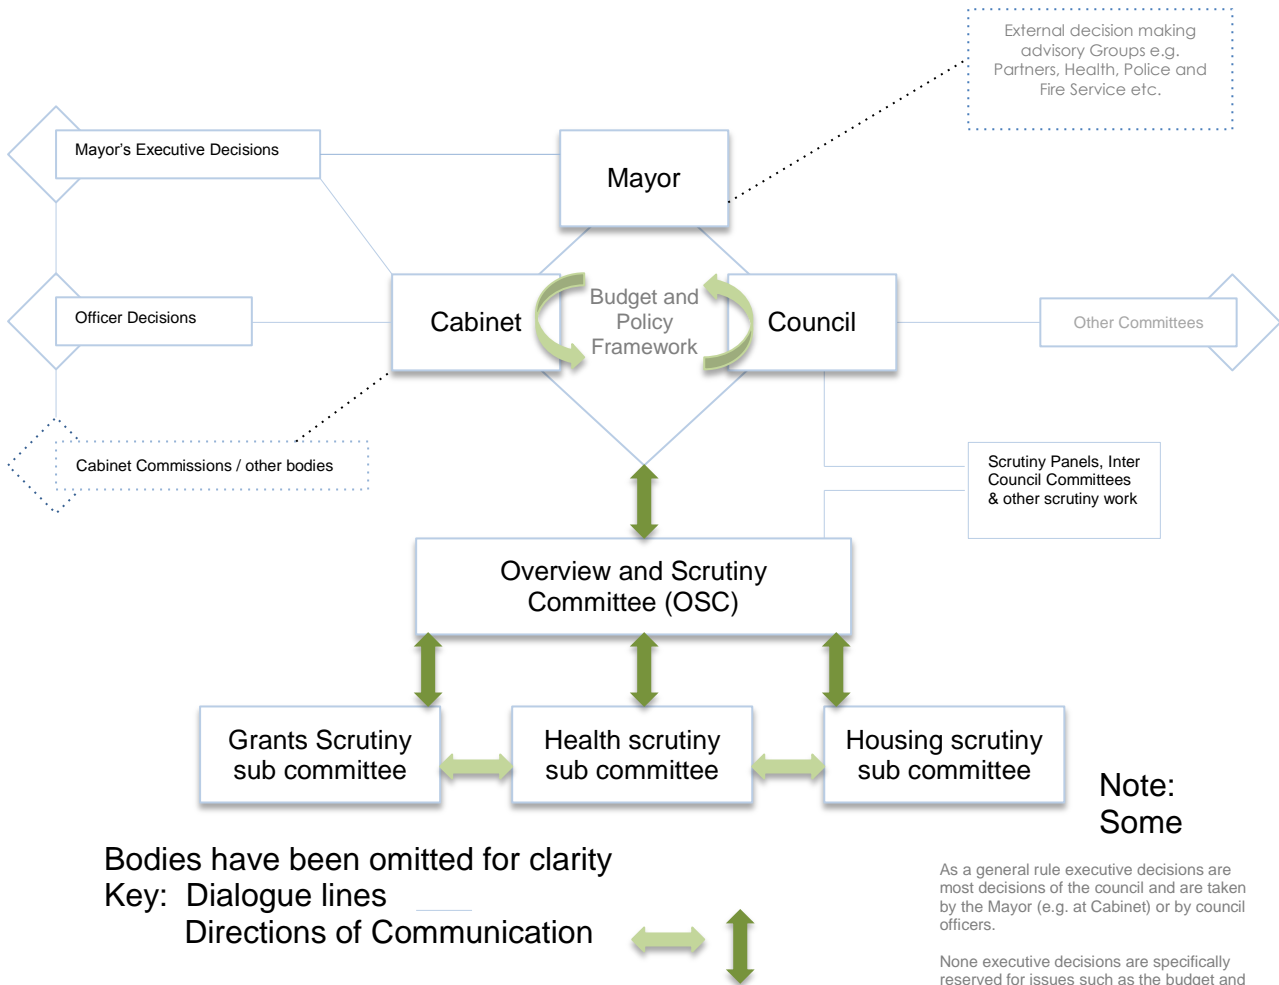 External decision making
advisory Groups e.g.
Partners, Health, Police and
Fire Service etc.
Mayor's Executive Decisions
Mayor
Officer Decisions
Cabinet
Budget and
Policy
Framework
Council
Other Committees
Cabinet Commissions / other bodies
Scrutiny Panels, Inter
Council Committees
& other scrutiny work
Overview and Scrutiny
Committee (OSC)
Grants Scrutiny
sub committee
Health scrutiny
sub committee
Housing scrutiny
sub committee
Note:
Some
Bodies have been omitted for clarity
Key: Dialogue lines
Directions of Communication
As a general rule executive decisions are
most decisions of the council and are taken
by the Mayor (e.g. at Cabinet) or by council
officers.
None executive decisions are specifically
reserved for issues such as the budget and